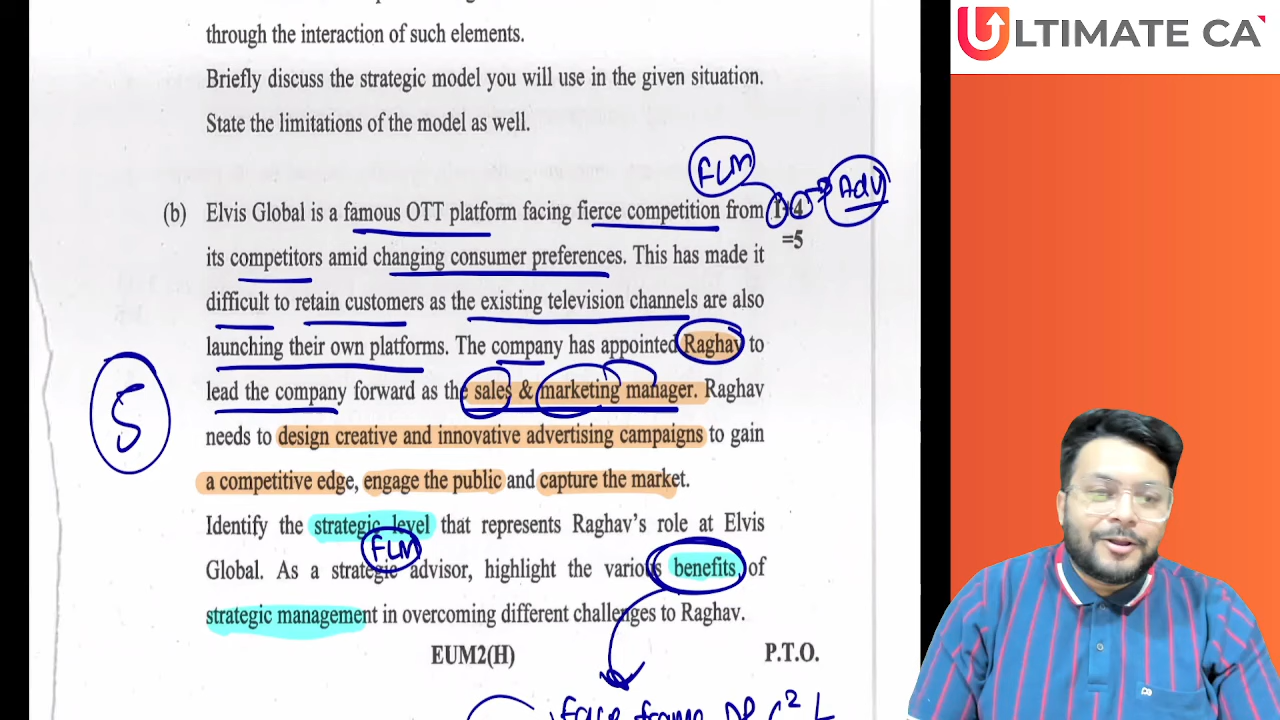 ULTIMATE CA
through the interaction of such elements.
Briefly discuss the strategic model you will use in the given situation.
State the limitations of the model as well.
FLM
Adv
(b) Elvis Global is a famous OTT platform facing fierce competition from 1+4
=5
its competitors amid changing consumer preferences. This has made it
difficult to retain customers as the existing television channels are also
launching their own platforms. The company has appointed Raghav to
lead the company forward as the sales & marketing manager. Raghav
5
needs to design creative and innovative advertising campaigns to gain
a competitive edge, engage the public and capture the market.
Identify the strategic level that represents Raghav's role at Elvis
FLM
Global. As a strategic advisor, highlight the various benefits, of
strategic management in overcoming different challenges to Raghav.
EUM2(H) P.T.O.